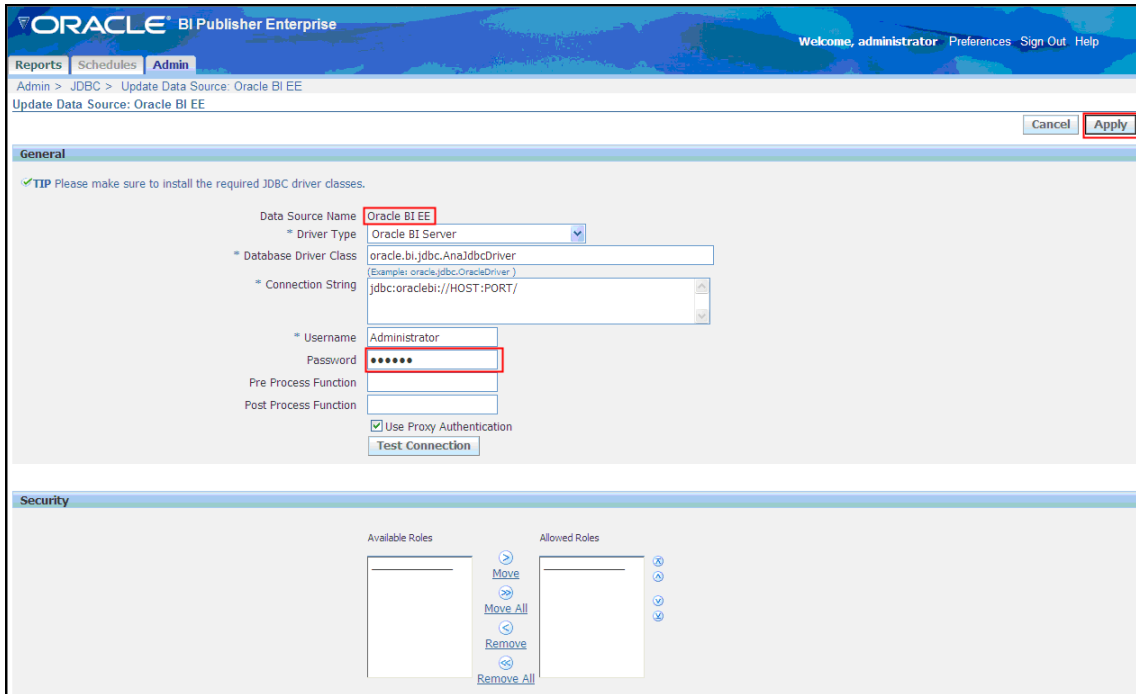 ORACLE® BI Publisher Enterprise
Welcome, administrator Preferences Sign Out Help
Reports Schedules Admin
Admin > JDBC > Update Data Source: Oracle BI EE
Update Data Source: Oracle BI EE
Cancel Apply
General
TIP Please make sure to install the required JDBC driver classes.
Data Source Name Oracle BI EE
* Driver Type Oracle BI Server
* Database Driver Class oracle.bi.jdbc.AnaJdbcDriver
(Example: oracle.jdbc.OracleDriver )
* Connection String jdbc:oraclebi://HOST:PORT/
* Username Administrator
Password ••••••
Pre Process Function
Post Process Function
Use Proxy Authentication
Test Connection
Security
Available Roles Allowed Roles
Move
Move All
Remove
Remove All